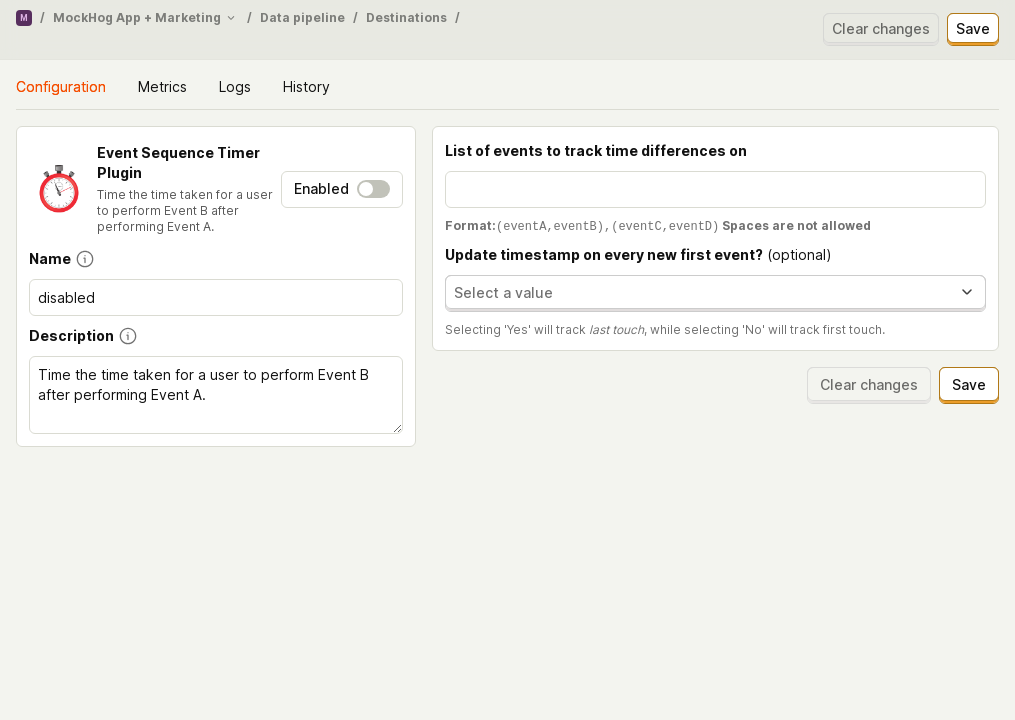 M / MockHog App + Marketing / Data pipeline / Destinations /
Clear changes Save
Configuration Metrics Logs History
Event Sequence Timer
Plugin
Time the time taken for a user
to perform Event B after
performing Event A.
Enabled
Name
disabled
Description
Time the time taken for a user to perform Event B
after performing Event A.
List of events to track time differences on
Format:(eventA,eventB),(eventC,eventD) Spaces are not allowed
Update timestamp on every new first event? (optional)
Select a value
Selecting 'Yes' will track last touch, while selecting 'No' will track first touch.
Clear changes Save